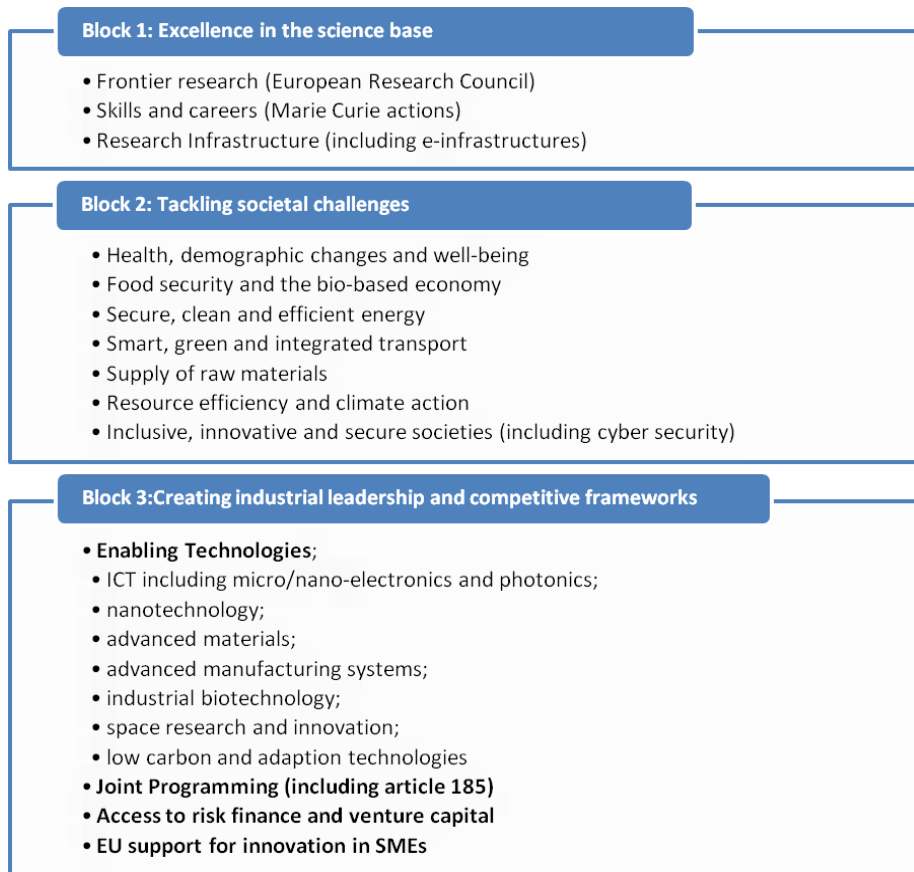 Block 1: Excellence in the science base
• Frontier research (European Research Council)
• Skills and careers (Marie Curie actions)
• Research Infrastructure (including e-infrastructures)
Block 2: Tackling societal challenges
• Health, demographic changes and well-being
• Food security and the bio-based economy
• Secure, clean and efficient energy
• Smart, green and integrated transport
• Supply of raw materials
• Resource efficiency and climate action
• Inclusive, innovative and secure societies (including cyber security)
Block 3:Creating industrial leadership and competitive frameworks
• Enabling Technologies;
• ICT including micro/nano-electronics and photonics;
• nanotechnology;
• advanced materials;
• advanced manufacturing systems;
• industrial biotechnology;
• space research and innovation;
• low carbon and adaption technologies
• Joint Programming (including article 185)
• Access to risk finance and venture capital
• EU support for innovation in SMEs